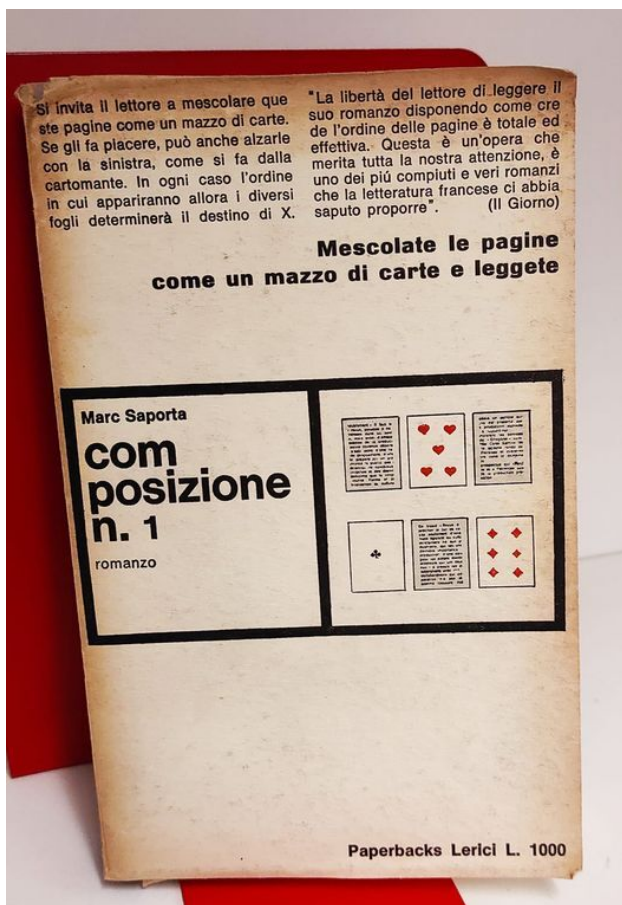 Si invita il lettore a mescolare que
ste pagine come un mazzo di carte.
Se gli fa piacere, può anche alzarle
con la sinistra, come si fa dalla
cartomante. In ogni caso l'ordine
in cui appariranno allora i diversi
fogli determinerà il destino di X.
"La libertà del lettore di leggere il
suo romanzo disponendo come cre
de l'ordine delle pagine è totale ed
effettiva. Questa è un'opera che
merita tutta la nostra attenzione, è
uno dei piú compiuti e veri romanzi
che la letteratura francese ci abbia
saputo proporre". (Il Giorno)
Mescolate le pagine
come un mazzo di carte e leggete
Marc Saporta
com
posizione
n. 1
romanzo
Paperbacks Lerici L. 1000